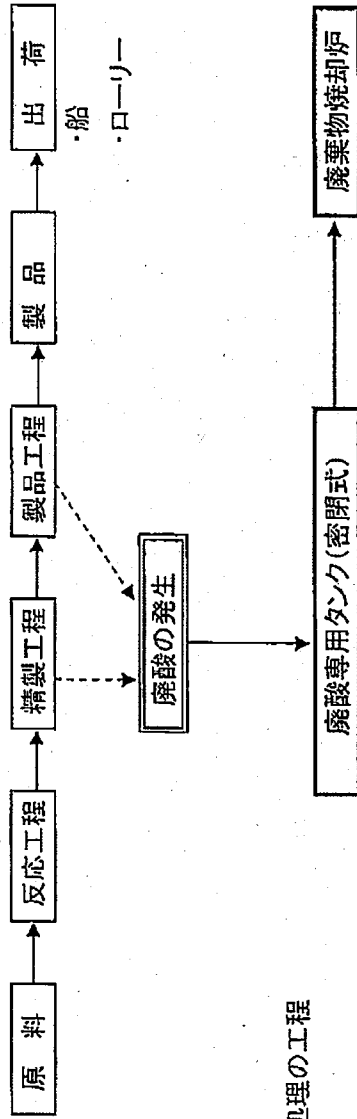 原 料
反応工程
精製工程
製品工程
製 品
出 荷
・船
・ローリー
廃酸の発生
処理の工程
廃酸専用タンク(密閉式)
廃棄物焼却炉